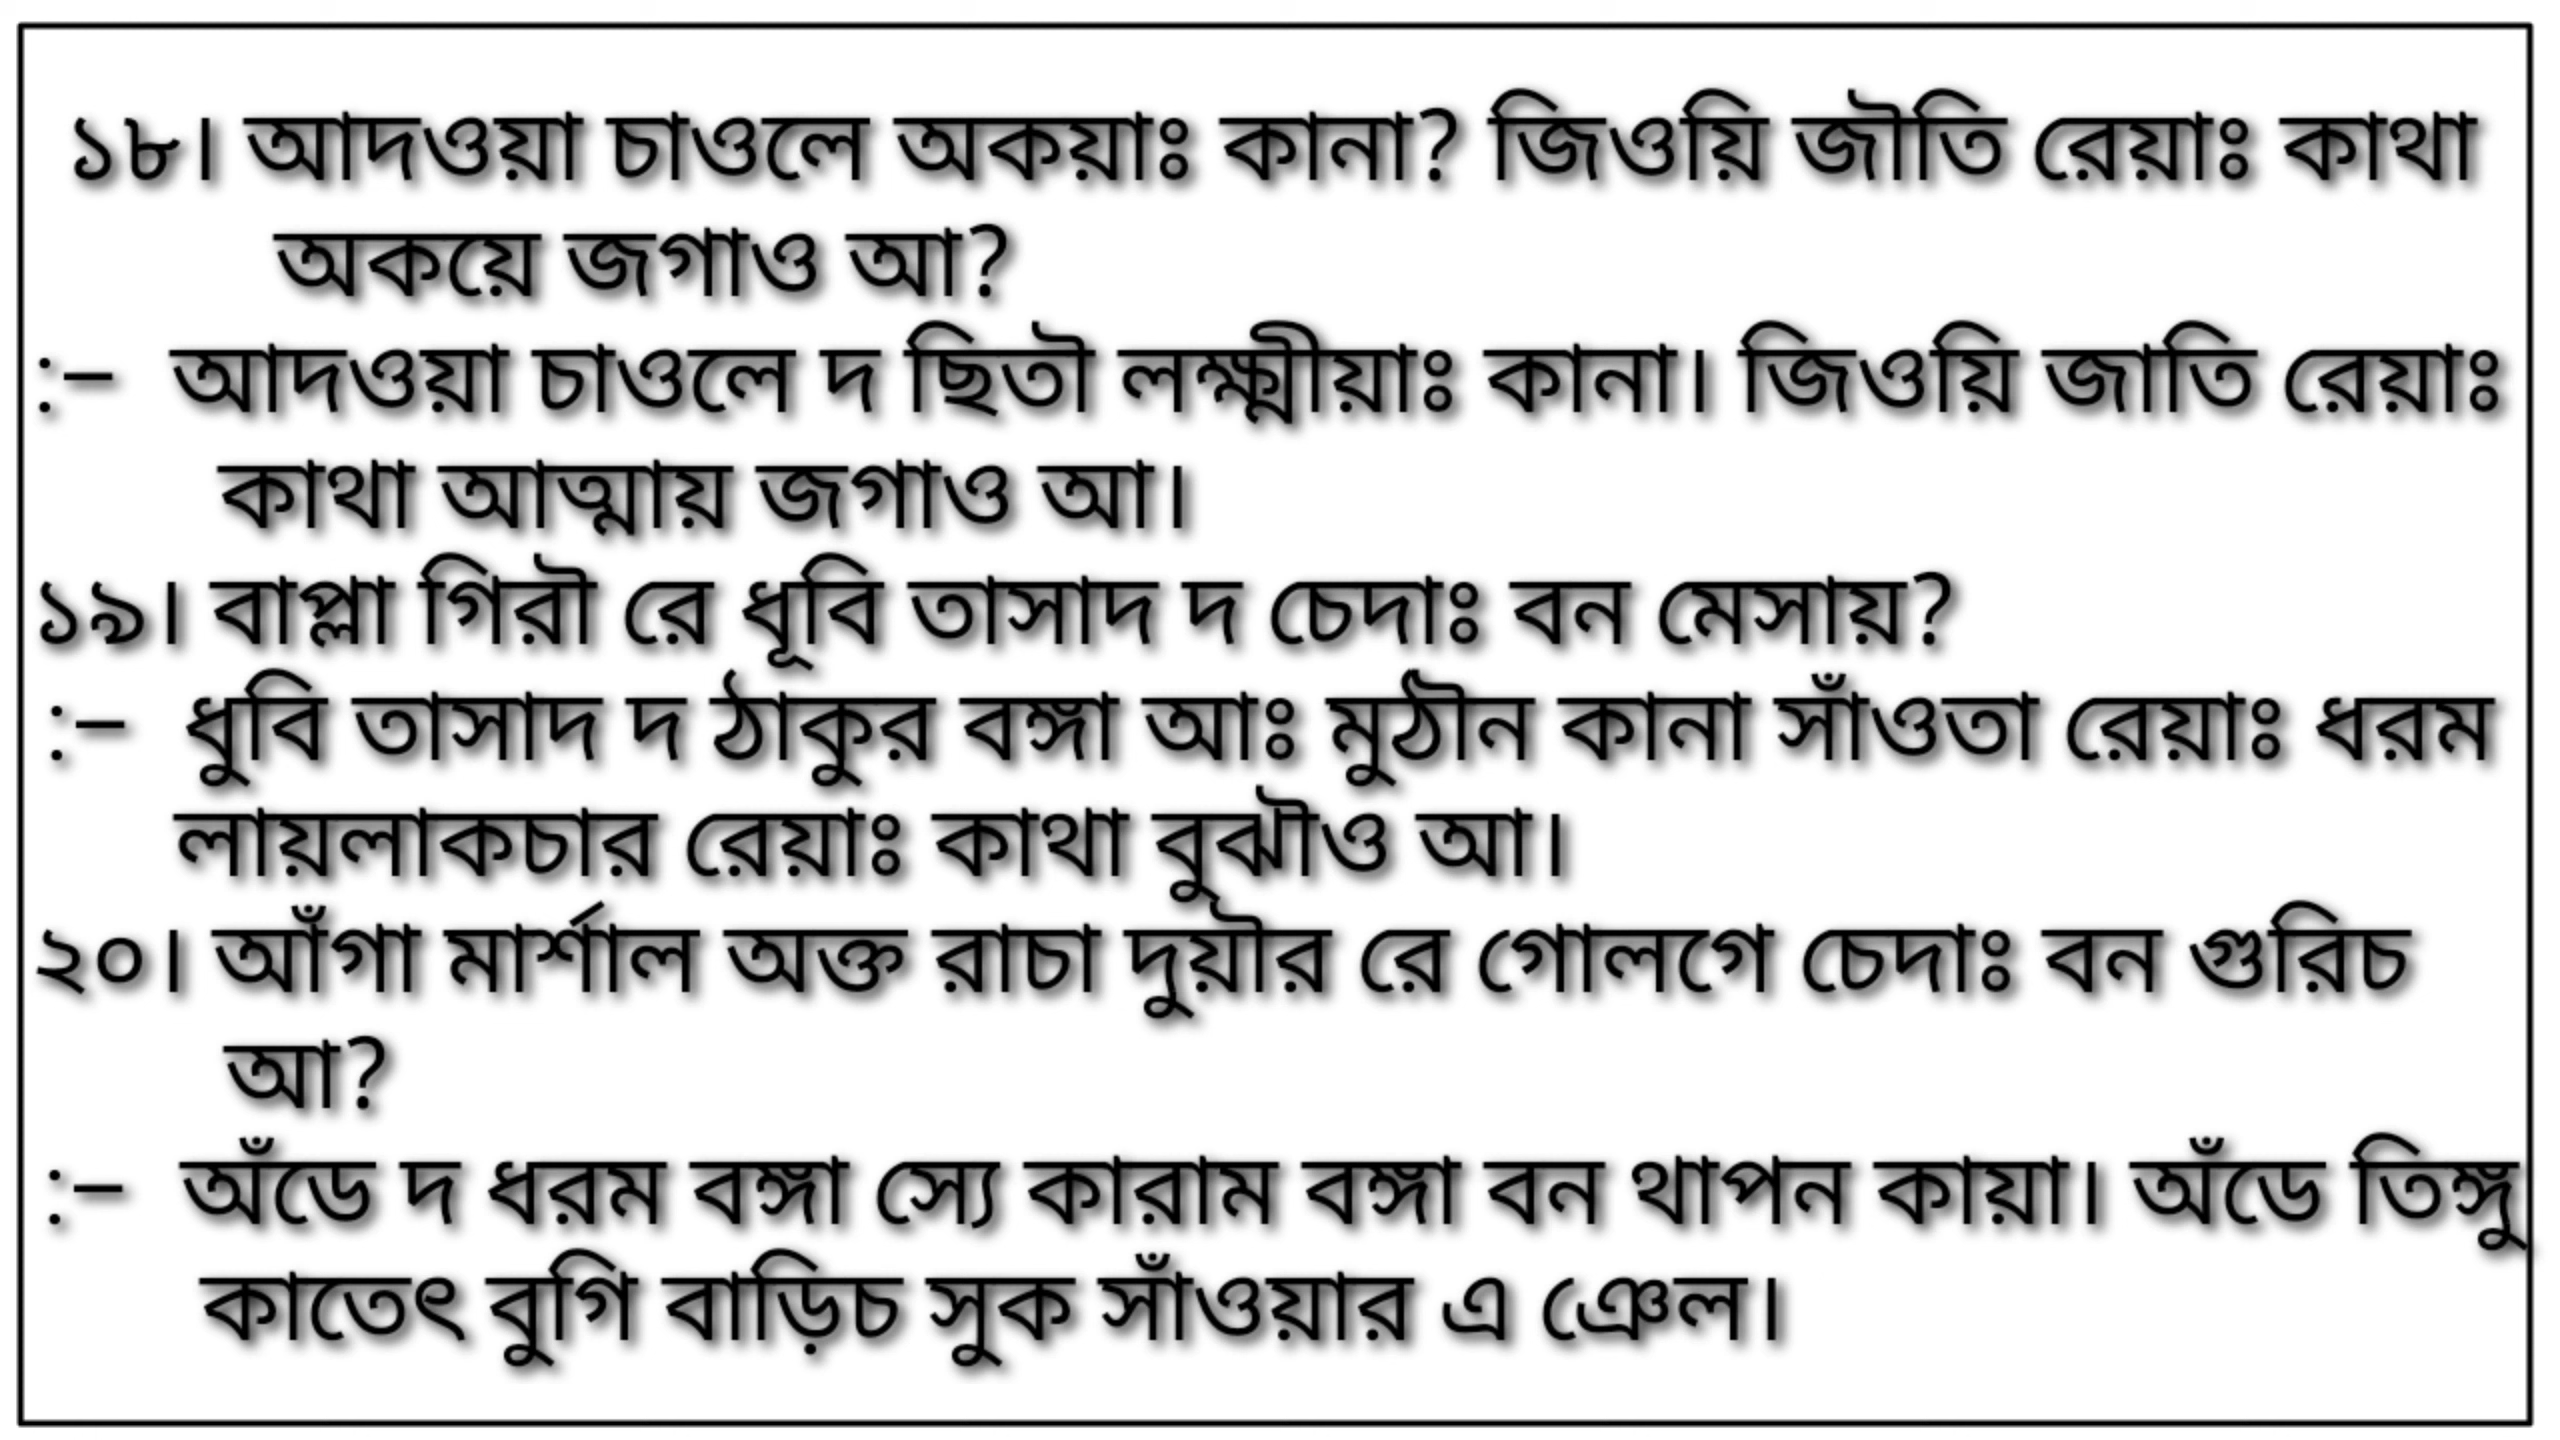 ১৮। আদওয়া চাওলে অকয়াঃ কানা? জিওয়ি জৗতি রেয়াঃ কাথা
অকয়ে জগাও আ?
:– আদওয়া চাওলে দ ছিতৗ লক্ষ্মীয়াঃ কানা। জিওয়ি জাতি রেয়াঃ
কাথা আত্মায় জগাও আ।
১৯। বাপ্লা গিরৗ রে ধূবি তাসাদ দ চেদাঃ বন মেসায়?
:– ধুবি তাসাদ দ ঠাকুর বঙ্গা আঃ মুঠৗন কানা সাঁওতা রেয়াঃ ধরম
লায়লাকচার রেয়াঃ কাথা বুঝৗও আ।
২০। আঁগা মার্শাল অক্ত রাচা দুয়ৗর রে গোলগে চেদাঃ বন গুরিচ
আ?
:– অঁডে দ ধরম বঙ্গা স্যে কারাম বঙ্গা বন থাপন কায়া। অঁডে তিঙ্গু
কাতেৎ বুগি বাড়িচ সুক সাঁওয়ার এ ঞেল।